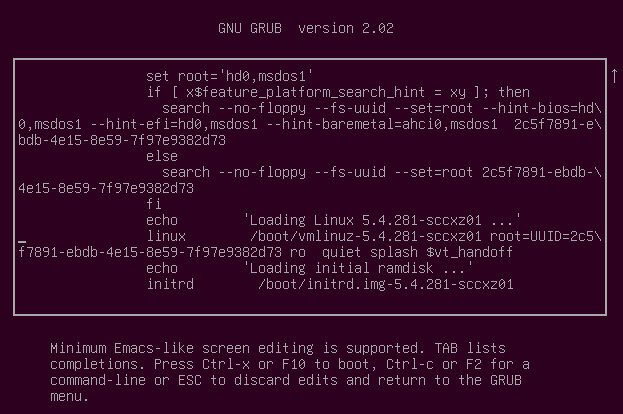 GNU GRUB  version 2.02
set root='hd0,msdos1'
if [ x$feature_platform_search_hint = xy ]; then
search --no-floppy --fs-uuid --set=root --hint-bios=hd\
0,msdos1 --hint-efi=hd0,msdos1 --hint-baremetal=ahci0,msdos1  2c5f7891-e\
bdb-4e15-8e59-7f97e9382d73
else
search --no-floppy --fs-uuid --set=root 2c5f7891-ebdb-\
4e15-8e59-7f97e9382d73
fi
echo        'Loading Linux 5.4.281-sccxz01 ...'
linux        /boot/vmlinuz-5.4.281-sccxz01 root=UUID=2c5\
f7891-ebdb-4e15-8e59-7f97e9382d73 ro  quiet splash $vt_handoff
echo        'Loading initial ramdisk ...'
initrd        /boot/initrd.img-5.4.281-sccxz01
Minimum Emacs-like screen editing is supported. TAB lists
completions. Press Ctrl-x or F10 to boot, Ctrl-c or F2 for a
command-line or ESC to discard edits and return to the GRUB
menu.